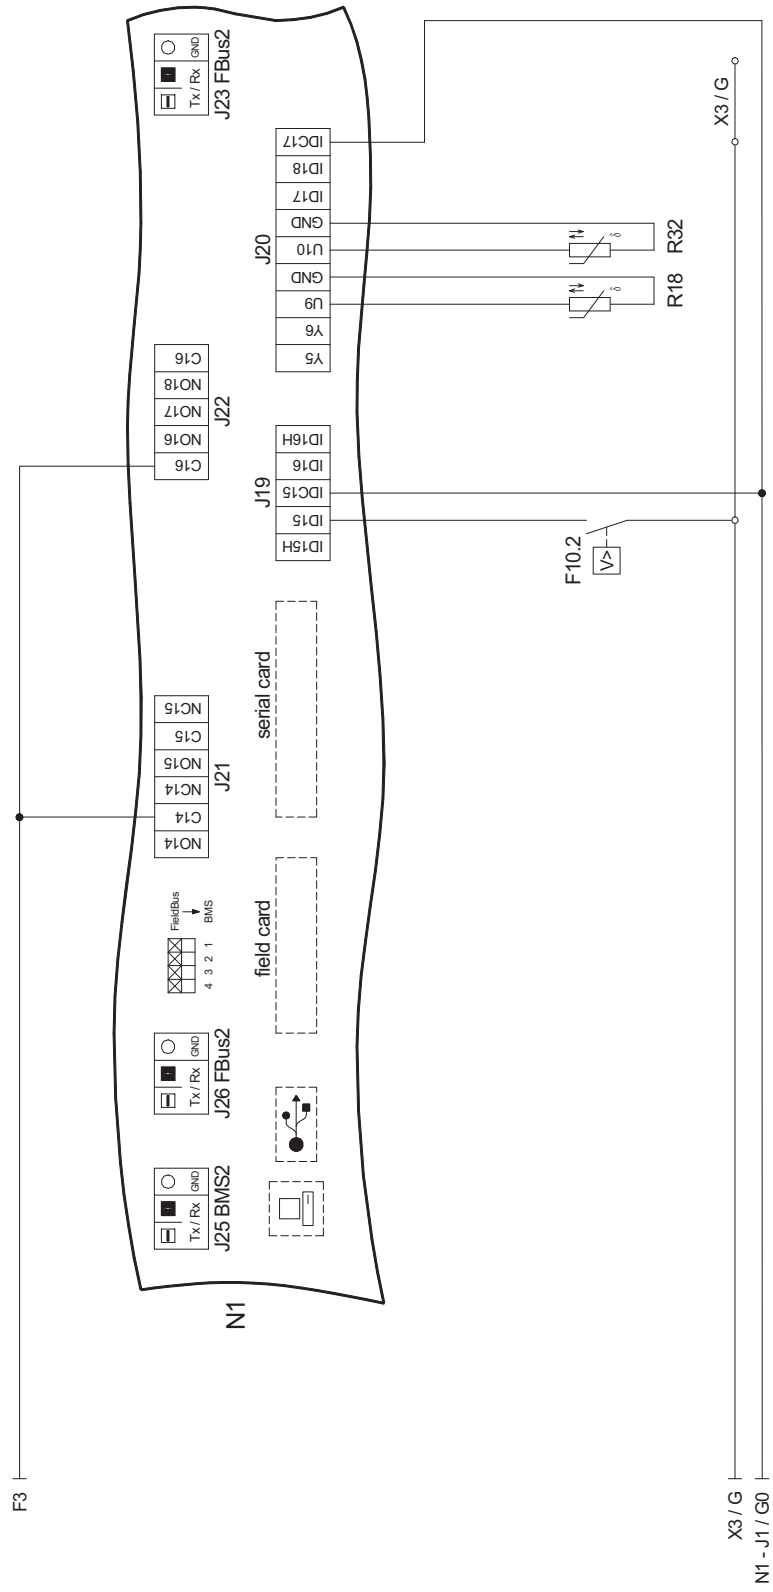 F3
N1
J25 BMS2
Tx / Rx
GND
J26 FBus2
Tx / Rx
GND
4 3 2 1
FieldBus
BMS
J21
NO14
C14
NC14
NO15
C15
NC15
J22
C16
NO16
NO17
NO18
C16
J23 FBus2
Tx / Rx
GND
field card
serial card
J19
ID15H
ID15
IDC15
ID16
ID16H
J20
Y5
Y6
U9
GND
U10
GND
ID17
ID18
IDC17
F10.2
V>
R18
R32
ϑ
ϑ
X3 / G
X3 / G
N1 - J1 / G0